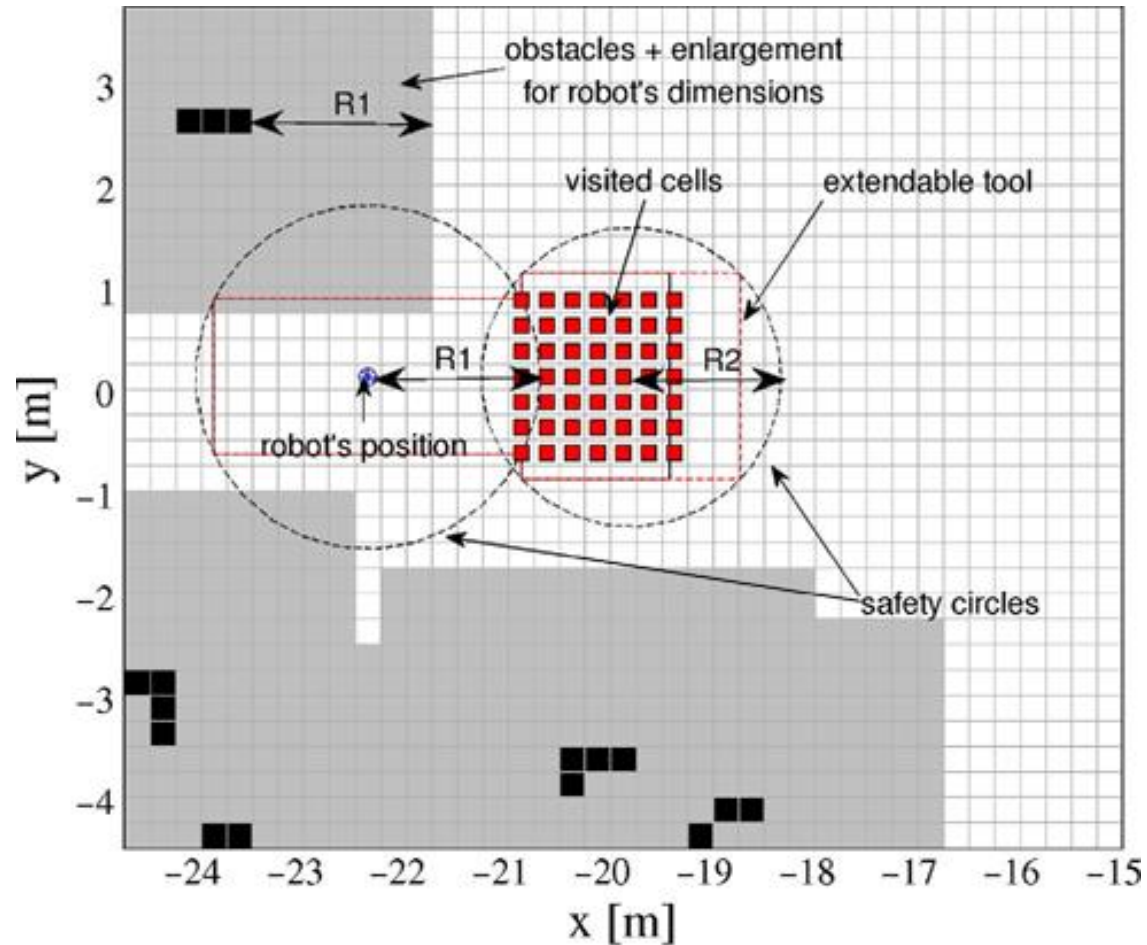 obstacles + enlargement
for robot's dimensions
R1
visited cells
extendable tool
R1
R2
robot's position
safety circles
3
2
1
0
−1
−2
−3
−4
y [m]
−24 −23 −22 −21 −20 −19 −18 −17 −16 −15
x [m]